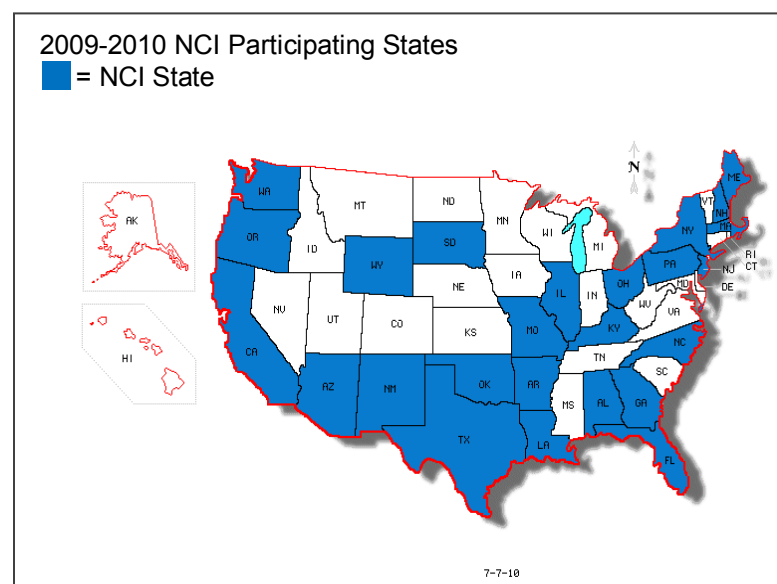 2009-2010 NCI Participating States
= NCI State
N
AK
HI
WA
OR
CA
ID
NV
MT
WY
UT
AZ
CO
NM
ND
SD
NE
KS
OK
TX
MN
IA
MO
AR
LA
WI
IL
MI
IN
OH
KY
TN
MS
AL
GA
FL
SC
NC
VA
WV
MD
PA
NY
VT
NH
ME
MA
RI
CT
NJ
DE
7-7-10